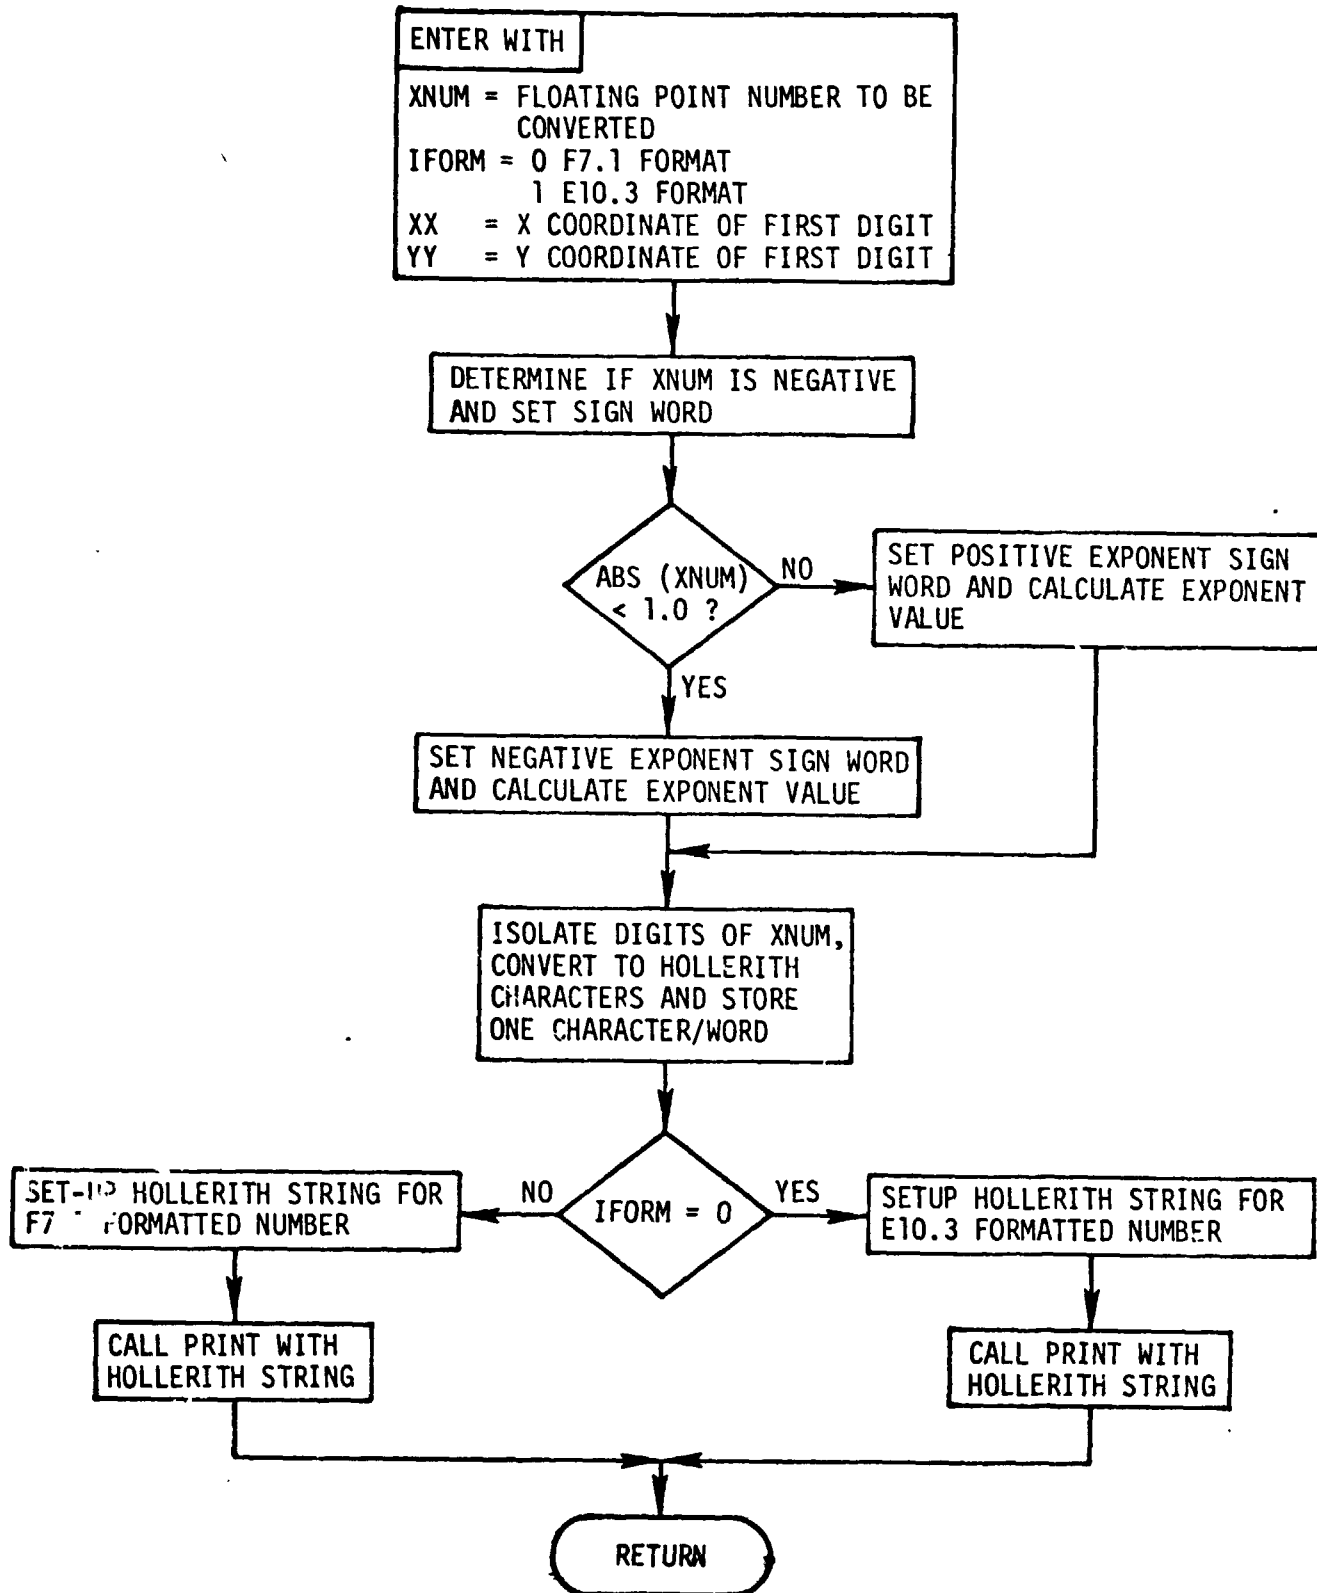 ENTER WITH
XNUM = FLOATING POINT NUMBER TO BE
CONVERTED
IFORM = 0 F7.1 FORMAT
1 E10.3 FORMAT
XX = X COORDINATE OF FIRST DIGIT
YY = Y COORDINATE OF FIRST DIGIT
DETERMINE IF XNUM IS NEGATIVE
AND SET SIGN WORD
ABS (XNUM)
< 1.0 ?
NO
SET POSITIVE EXPONENT SIGN
WORD AND CALCULATE EXPONENT
VALUE
YES
SET NEGATIVE EXPONENT SIGN WORD
AND CALCULATE EXPONENT VALUE
ISOLATE DIGITS OF XNUM,
CONVERT TO HOLLERITH
CHARACTERS AND STORE
ONE CHARACTER/WORD
IFORM = 0
NO
YES
SET-UP HOLLERITH STRING FOR
FORMATTED NUMBER
SETUP HOLLERITH STRING FOR
E10.3 FORMATTED NUMBER
CALL PRINT WITH
HOLLERITH STRING
CALL PRINT WITH
HOLLERITH STRING
RETURN